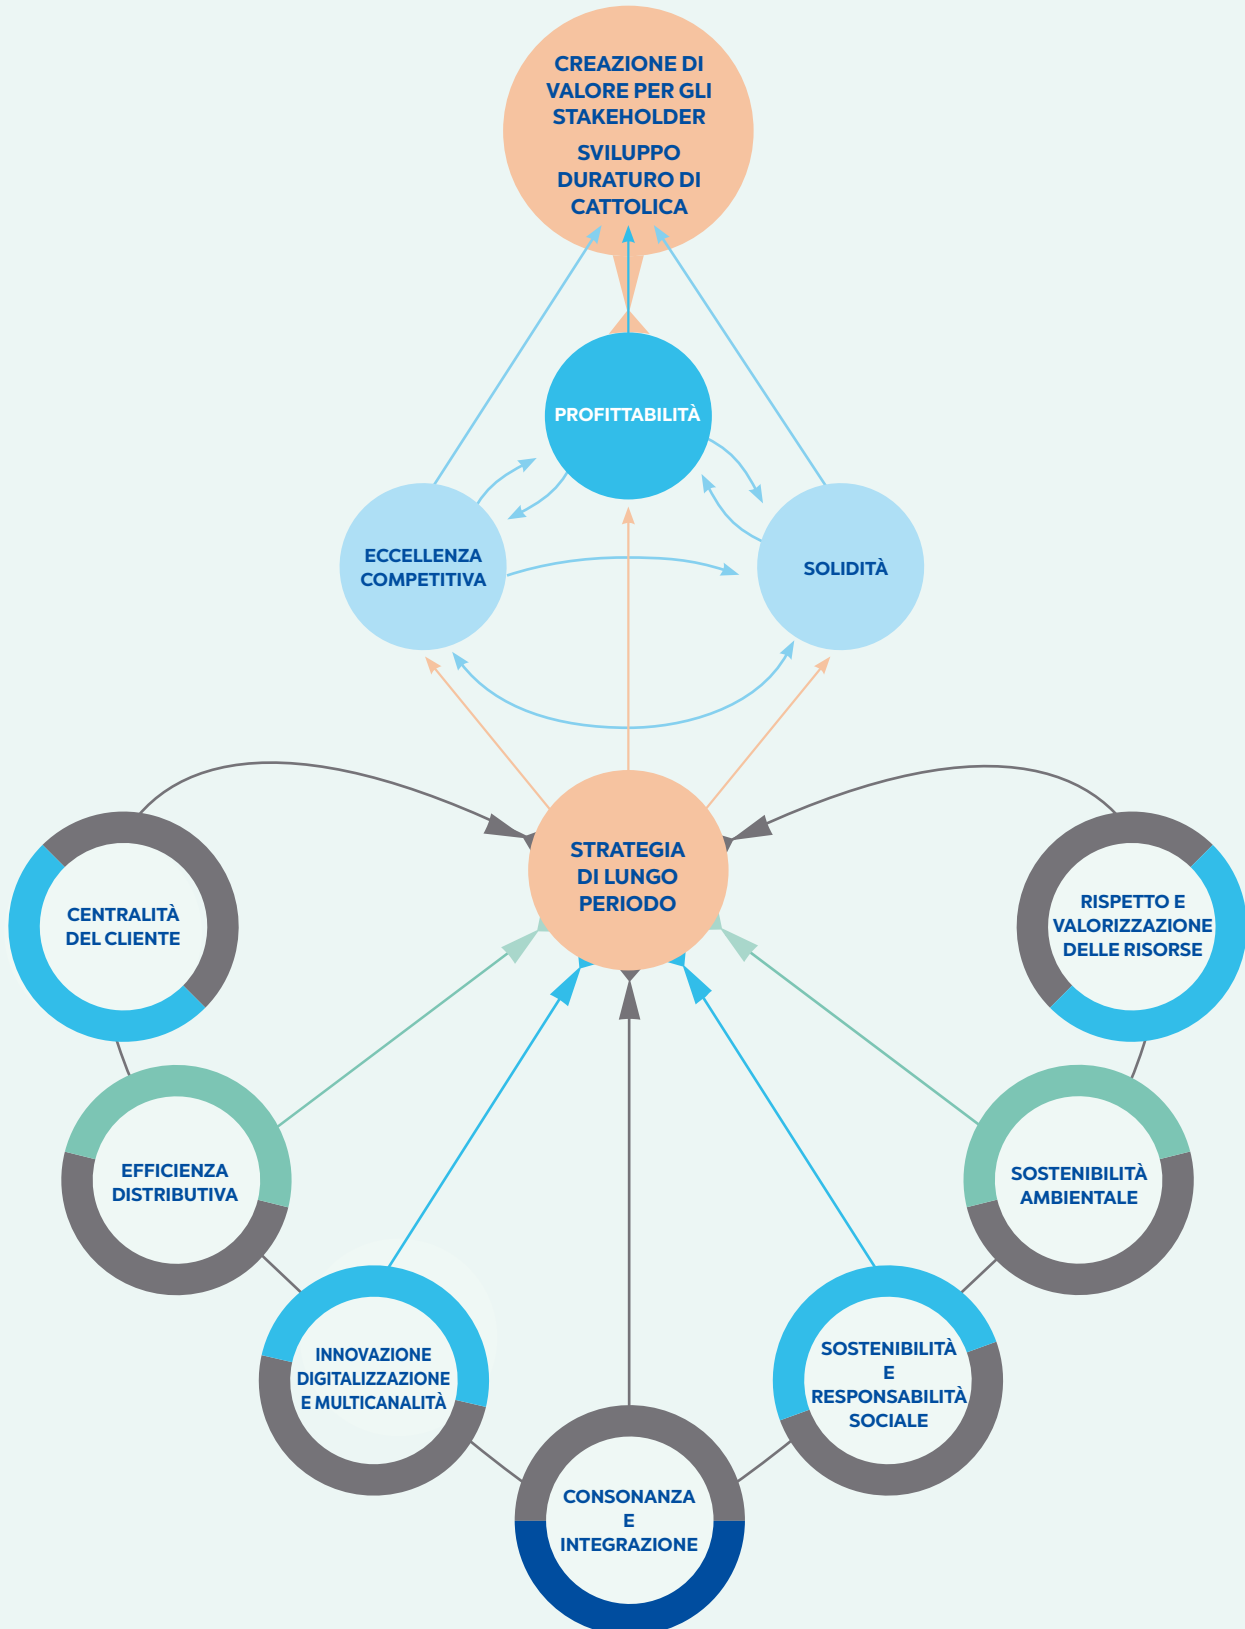 CREAZIONE DI
VALORE PER GLI
STAKEHOLDER
SVILUPPO
DURATURO DI
CATTOLICA
PROFITTABILITÀ
ECCELLENZA
COMPETITIVA
SOLIDITÀ
STRATEGIA
DI LUNGO
PERIODO
CENTRALITÀ
DEL CLIENTE
RISPETTO E
VALORIZZAZIONE
DELLE RISORSE
EFFICIENZA
DISTRIBUTIVA
SOSTENIBILITÀ
AMBIENTALE
INNOVAZIONE
DIGITALIZZAZIONE
E MULTICANALITÀ
SOSTENIBILITÀ
E
RESPONSABILITÀ
SOCIALE
CONSONANZA
E
INTEGRAZIONE